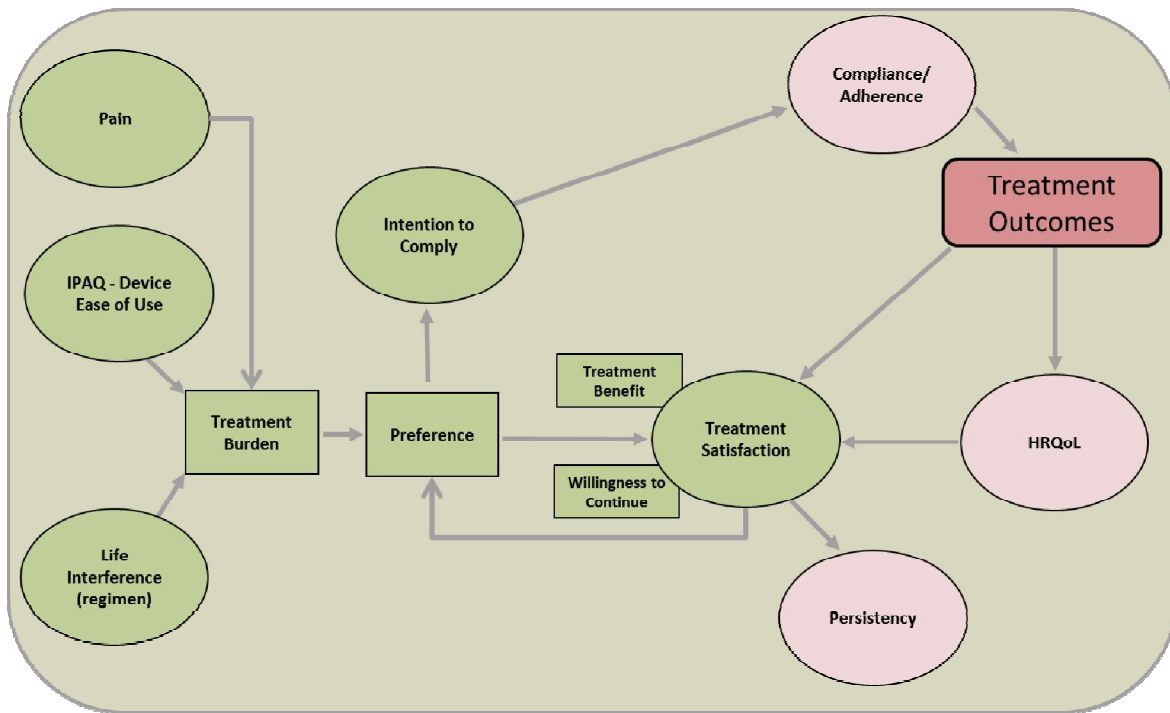 Pain
IPAQ - Device
Ease of Use
Life
Interference
(regimen)
Treatment
Burden
Preference
Intention to
Comply
Treatment
Benefit
Willingness to
Continue
Treatment
Satisfaction
Compliance/
Adherence
Treatment
Outcomes
HRQoL
Persistency